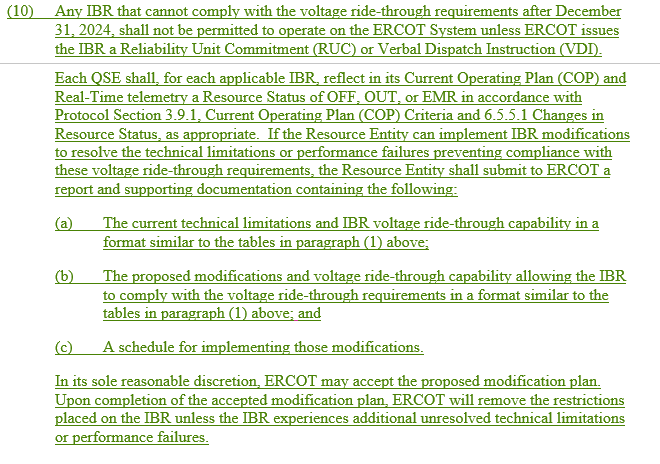 (10) Any IBR that cannot comply with the voltage ride-through requirements after December
31, 2024, shall not be permitted to operate on the ERCOT System unless ERCOT issues
the IBR a Reliability Unit Commitment (RUC) or Verbal Dispatch Instruction (VDI).
Each QSE shall, for each applicable IBR, reflect in its Current Operating Plan (COP) and
Real-Time telemetry a Resource Status of OFF, OUT, or EMR in accordance with
Protocol Section 3.9.1, Current Operating Plan (COP) Criteria and 6.5.5.1 Changes in
Resource Status, as appropriate. If the Resource Entity can implement IBR modifications
to resolve the technical limitations or performance failures preventing compliance with
these voltage ride-through requirements, the Resource Entity shall submit to ERCOT a
report and supporting documentation containing the following:
(a) The current technical limitations and IBR voltage ride-through capability in a
format similar to the tables in paragraph (1) above;
(b) The proposed modifications and voltage ride-through capability allowing the IBR
to comply with the voltage ride-through requirements in a format similar to the
tables in paragraph (1) above; and
(c) A schedule for implementing those modifications.
In its sole reasonable discretion, ERCOT may accept the proposed modification plan.
Upon completion of the accepted modification plan, ERCOT will remove the restrictions
placed on the IBR unless the IBR experiences additional unresolved technical limitations
or performance failures.